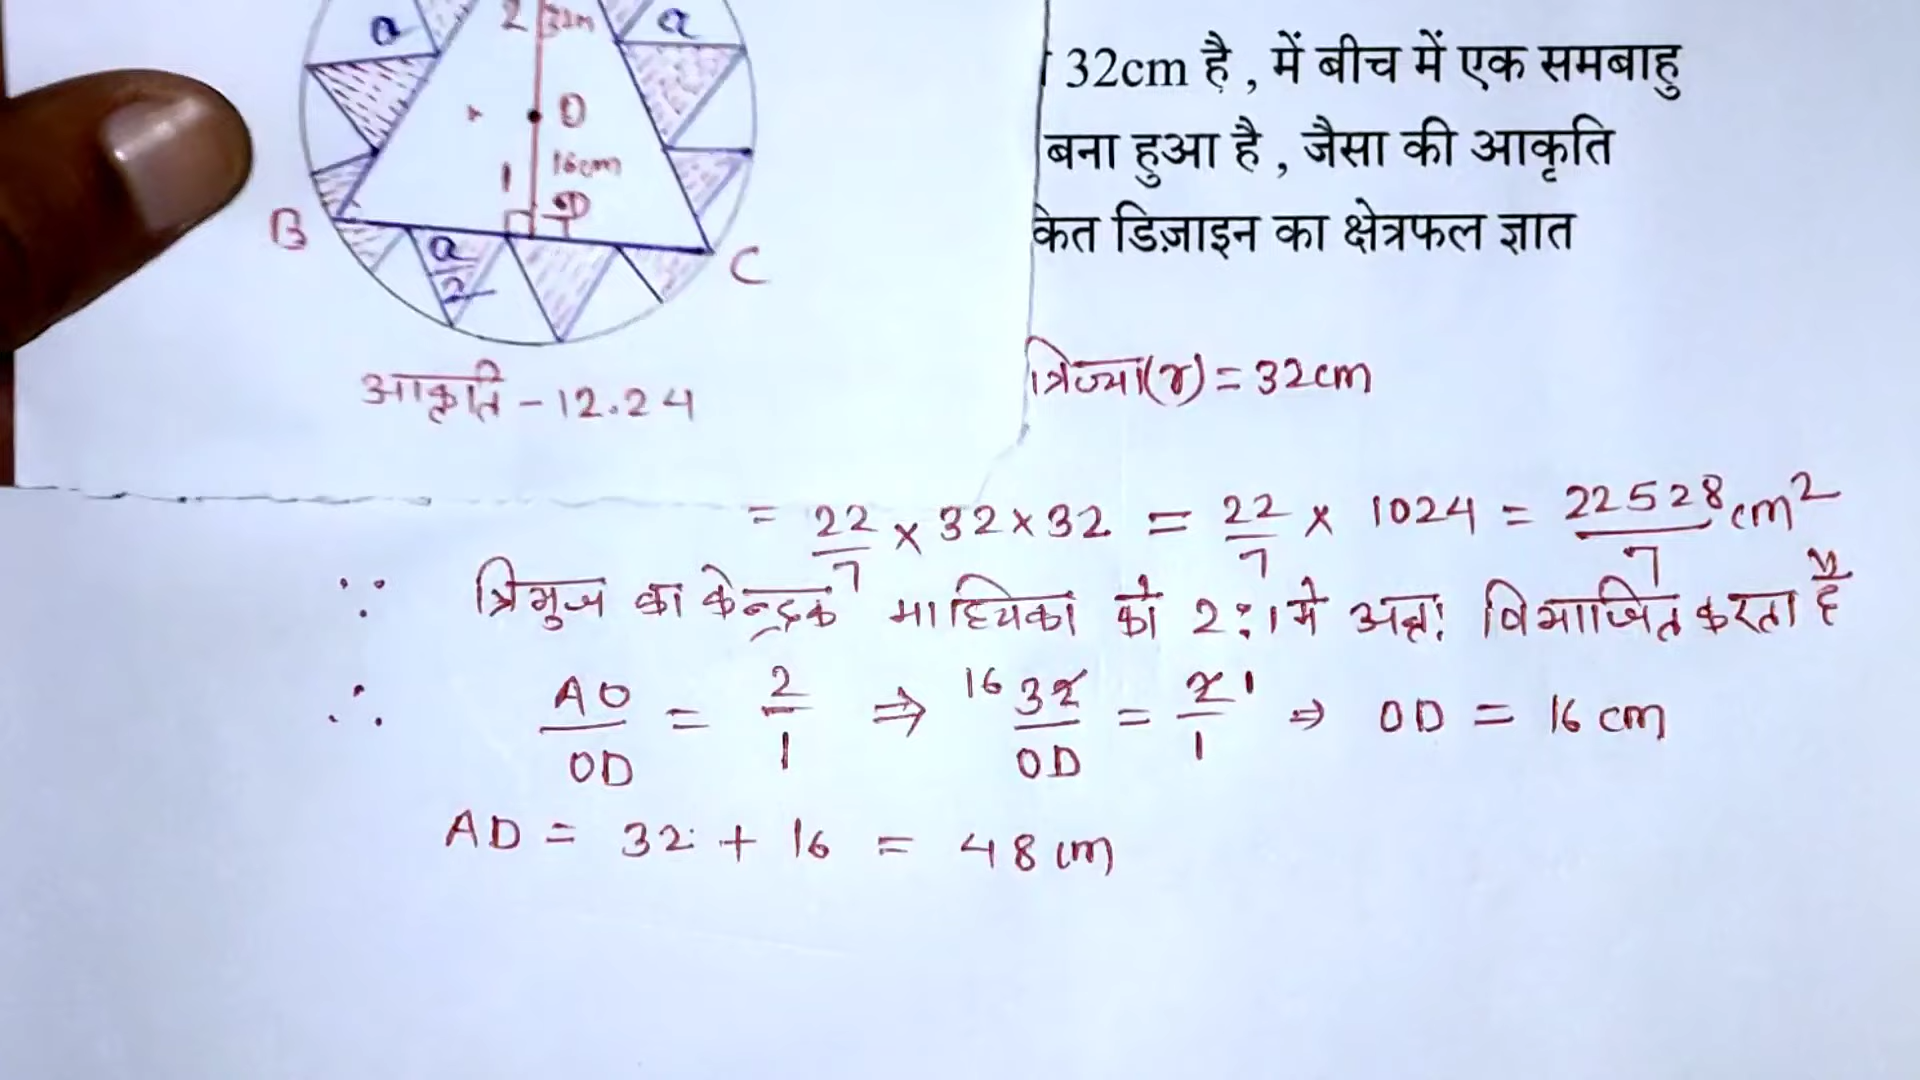 2 32cm
a a
O
16cm
1
D
B
a/2
C
आकृति - 12.24
32cm है , में बीच में एक समबाहु
बना हुआ है , जैसा की आकृति
केत डिज़ाइन का क्षेत्रफल ज्ञात
त्रिज्या(r) = 32cm
= 22/7 × 32 × 32 = 22/7 × 1024 = 22528/7 cm²
∵ त्रिभुज का केन्द्रक माध्यिका को 2:1 मे अन्तः विभाजित करता है
∴ AO/OD = 2/1 ⇒ 16 32/OD = 2 1/1 ⇒ OD = 16 cm
AD = 32 + 16 = 48 cm